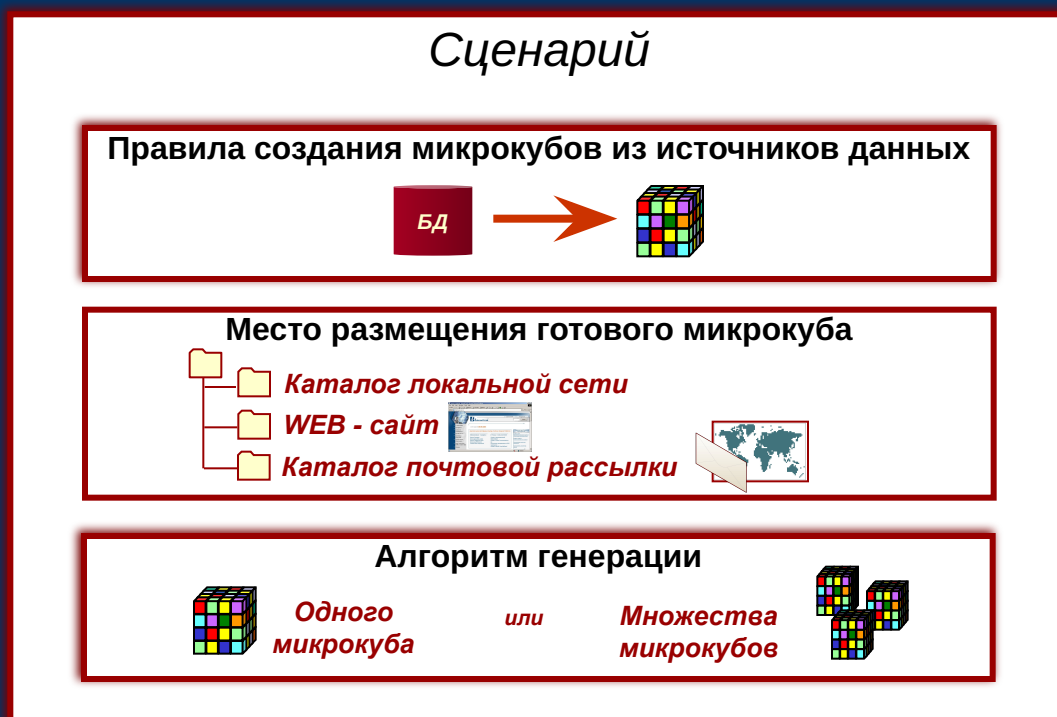 Сценарий
Правила создания микрокубов из источников данных
БД
Место размещения готового микрокуба
Каталог локальной сети
WEB - сайт
Каталог почтовой рассылки
Алгоритм генерации
Одного
микрокуба
или
Множества
микрокубов